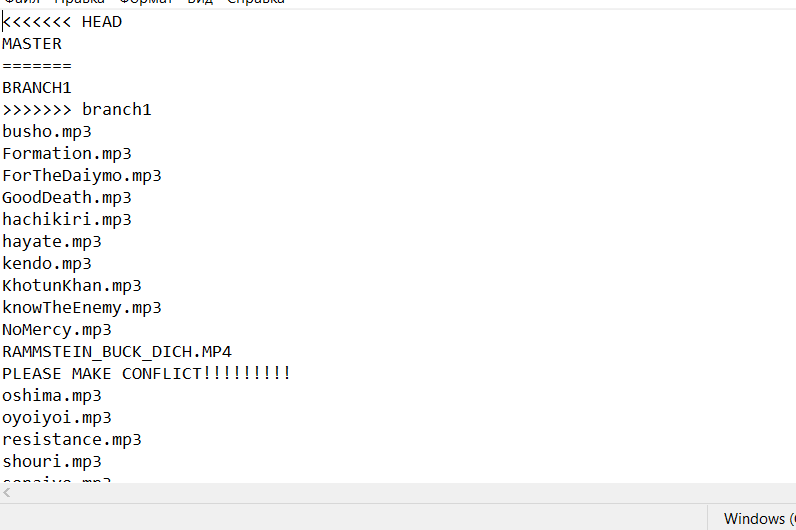 Файл Правка Формат Вид Справка
<<<<<<< HEAD
MASTER
=======
BRANCH1
>>>>>>> branch1
busho.mp3
Formation.mp3
ForTheDaiymo.mp3
GoodDeath.mp3
hachikiri.mp3
hayate.mp3
kendo.mp3
KhotunKhan.mp3
knowTheEnemy.mp3
NoMercy.mp3
RAMMSTEIN_BUCK_DICH.MP4
PLEASE MAKE CONFLICT!!!!!!!!!
oshima.mp3
oyoiyoi.mp3
resistance.mp3
shouri.mp3
Windows